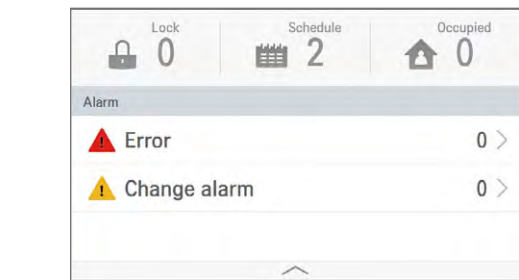 Lock Schedule Occupied
0 2 0
Alarm
Error 0
Change alarm 0